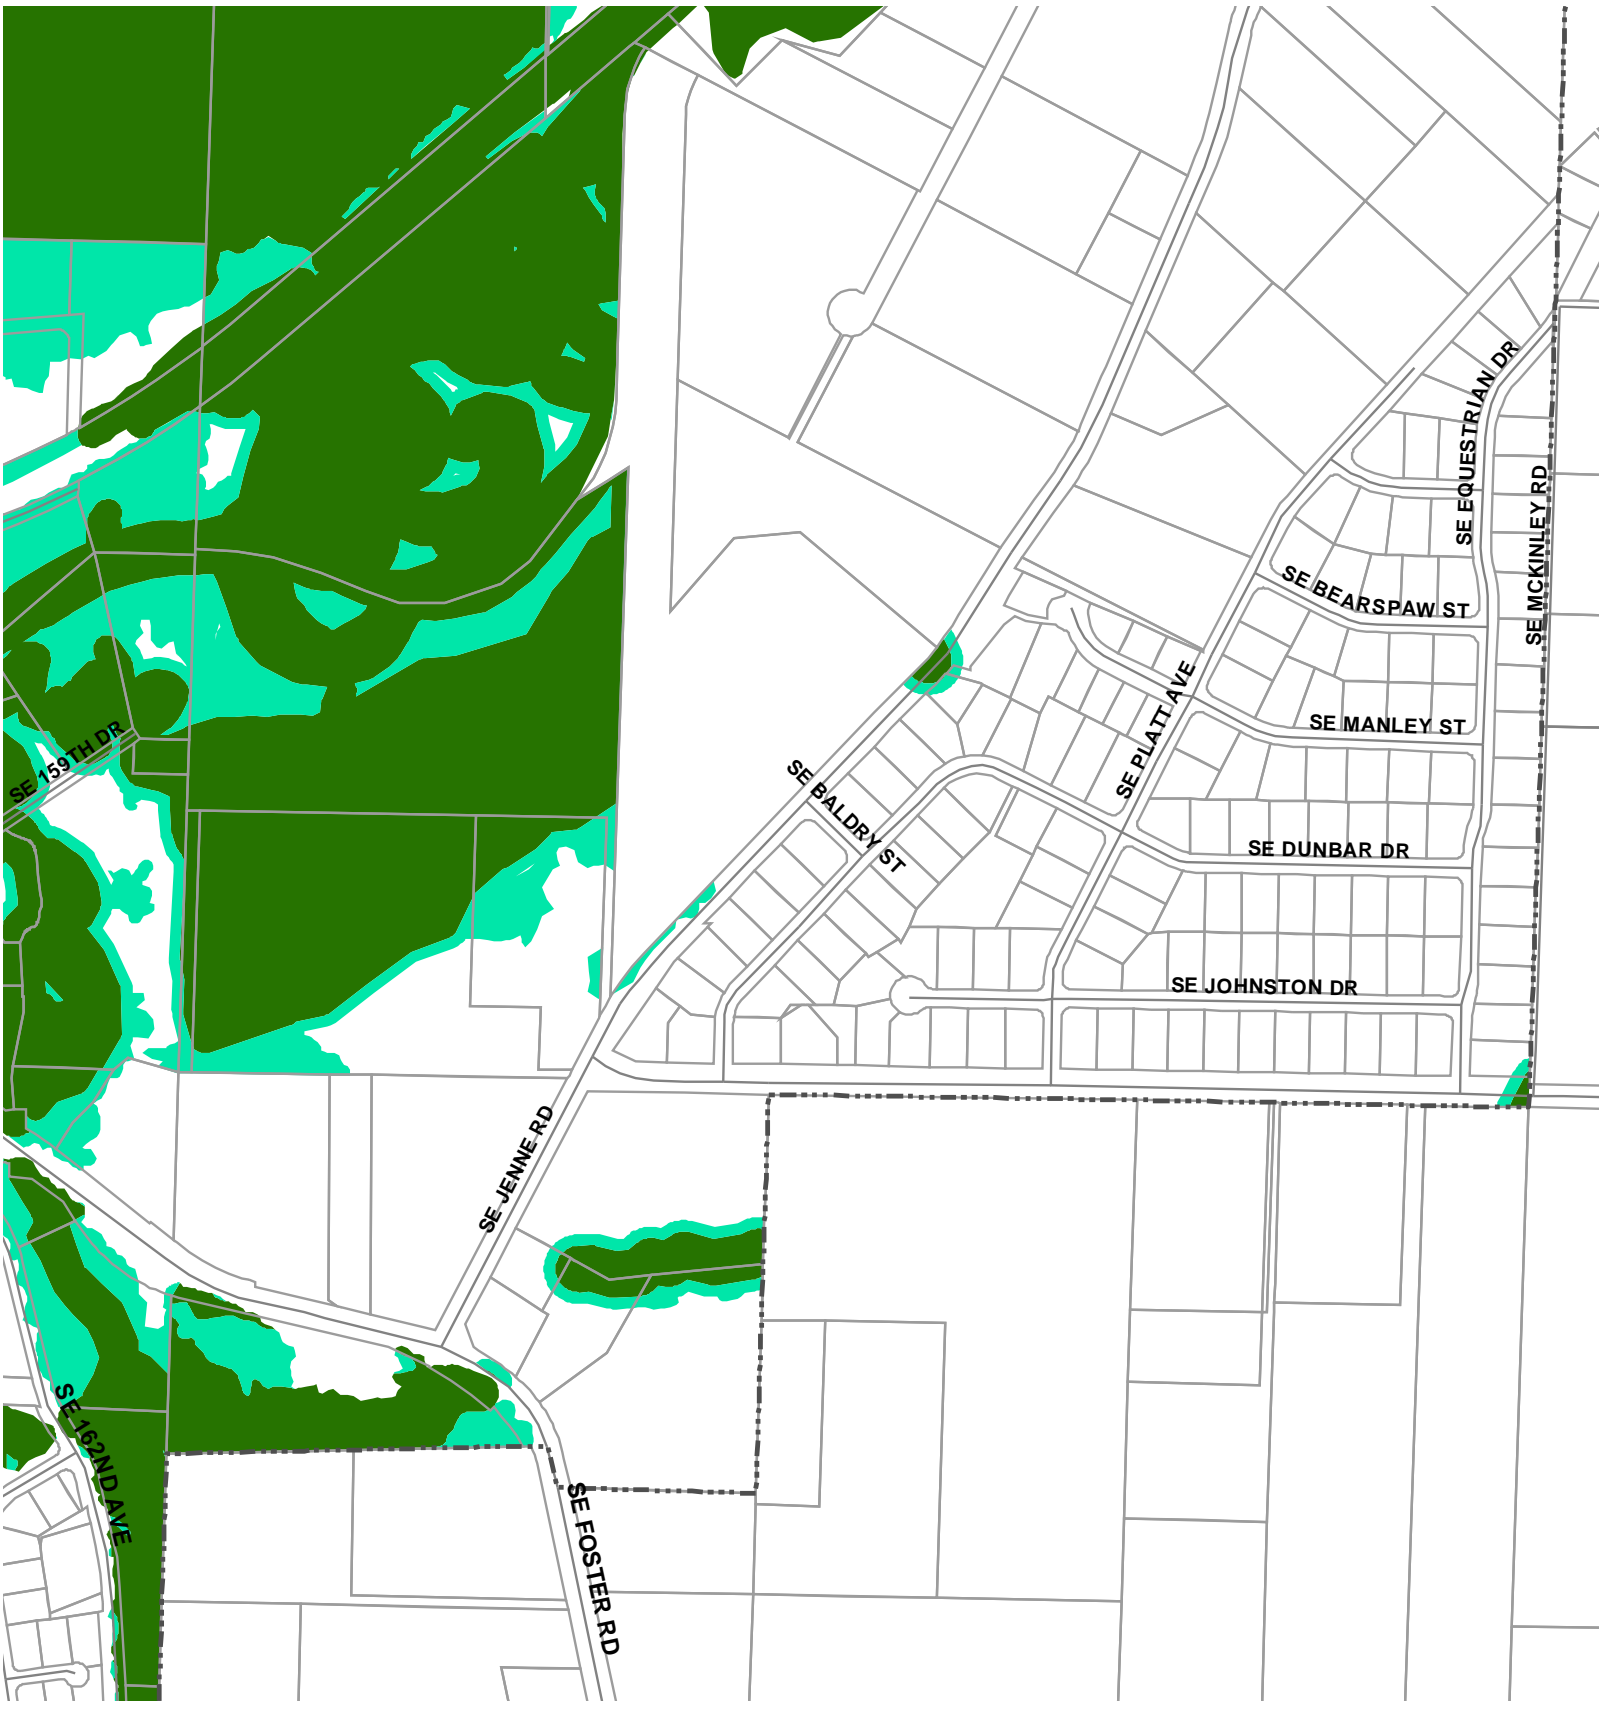 SE EQUESTRIAN DR
SE MCKINLEY RD
SE BEARSPAW ST
SE PLATT AVE
SE MANLEY ST
SE 159TH DR
SE BALDRY ST
SE DUNBAR DR
SE JOHNSTON DR
SE JENNE RD
SE 162ND AVE
SE FOSTER RD